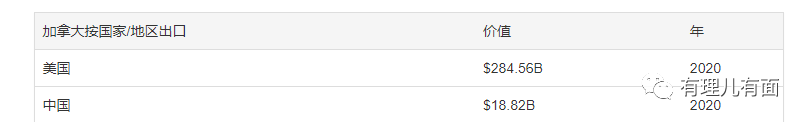 加拿大按国家/地区出口 价值 年
美国 $284.56B 2020
中国 $18.82B 2020
有理儿有面